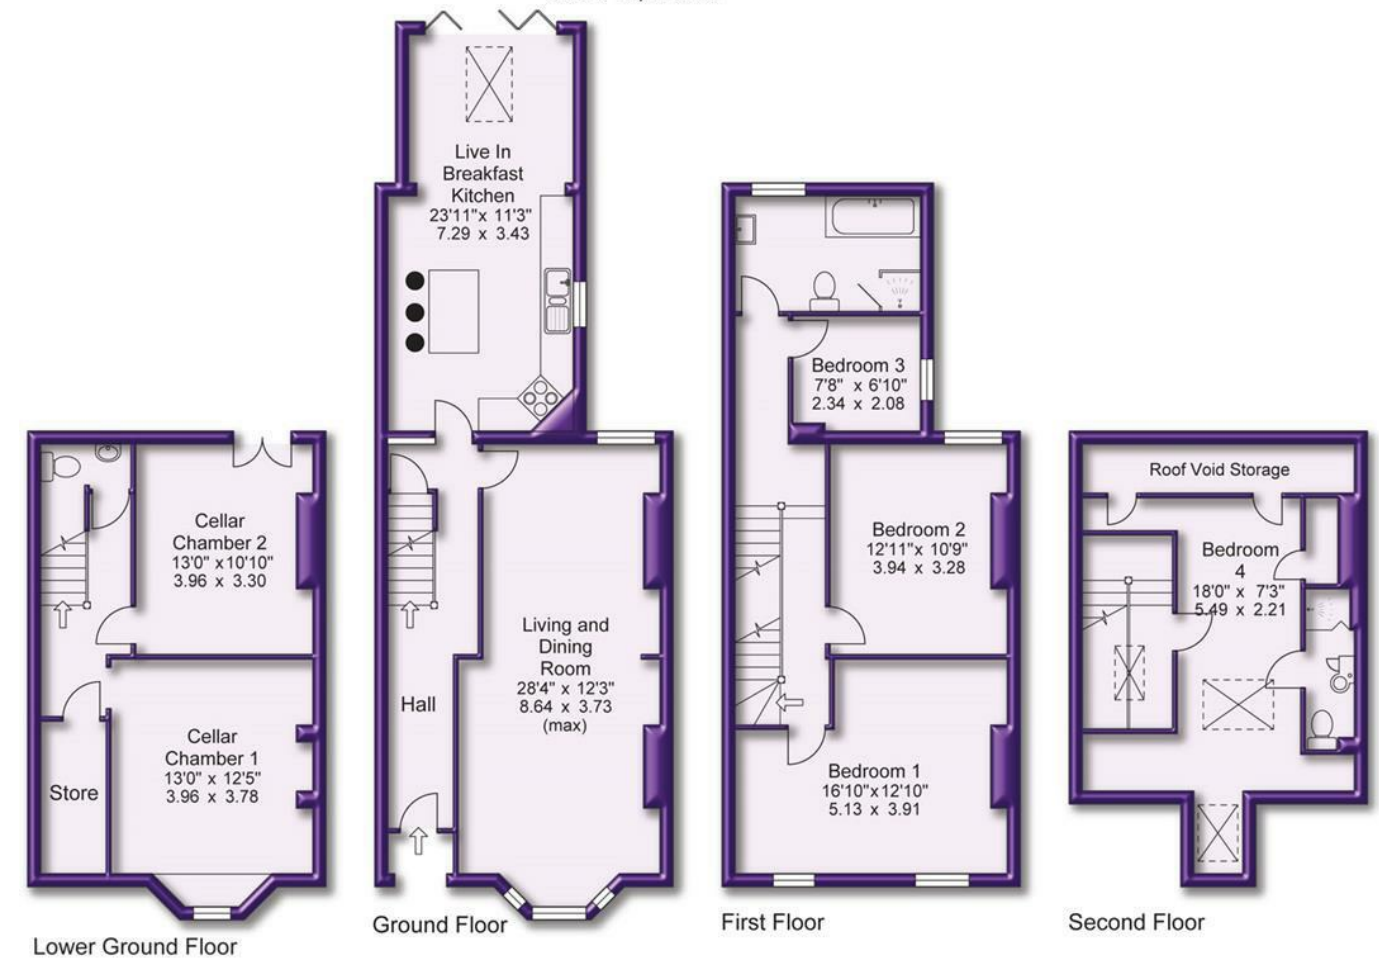 Live In
Breakfast
Kitchen
23'11"x 11'3"
7.29 x 3.43
Cellar
Chamber 2
13'0" x10'10"
3.96 x 3.30
Cellar
Chamber 1
13'0" x 12'5"
3.96 x 3.78
Store
Lower Ground Floor
Living and
Dining
Room
28'4" x 12'3"
8.64 x 3.73
(max)
Hall
Ground Floor
Bedroom 3
7'8" x 6'10"
2.34 x 2.08
Bedroom 2
12'11"x 10'9"
3.94 x 3.28
Bedroom 1
16'10"x12'10"
5.13 x 3.91
First Floor
Roof Void Storage
Bedroom
4
18'0" x 7'3"
5.49 x 2.21
Second Floor